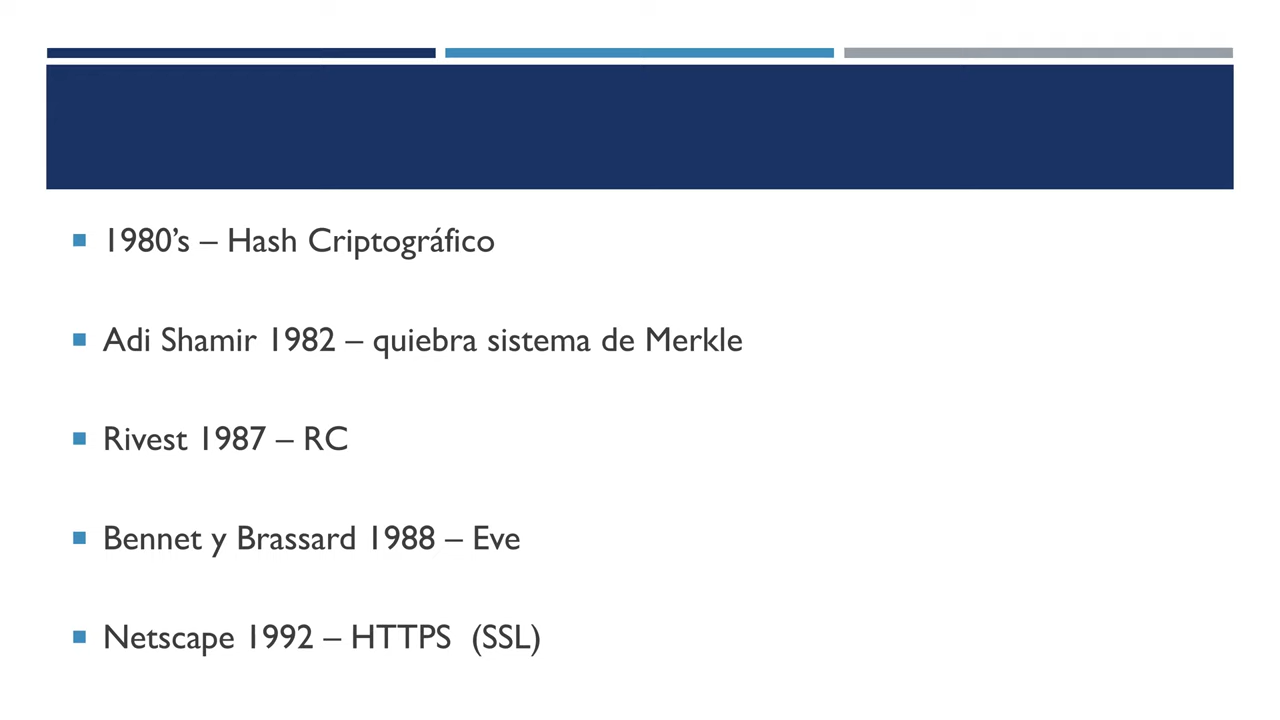 1980’s – Hash Criptográfico
Adi Shamir 1982 – quiebra sistema de Merkle
Rivest 1987 – RC
Bennet y Brassard 1988 – Eve
Netscape 1992 – HTTPS  (SSL)